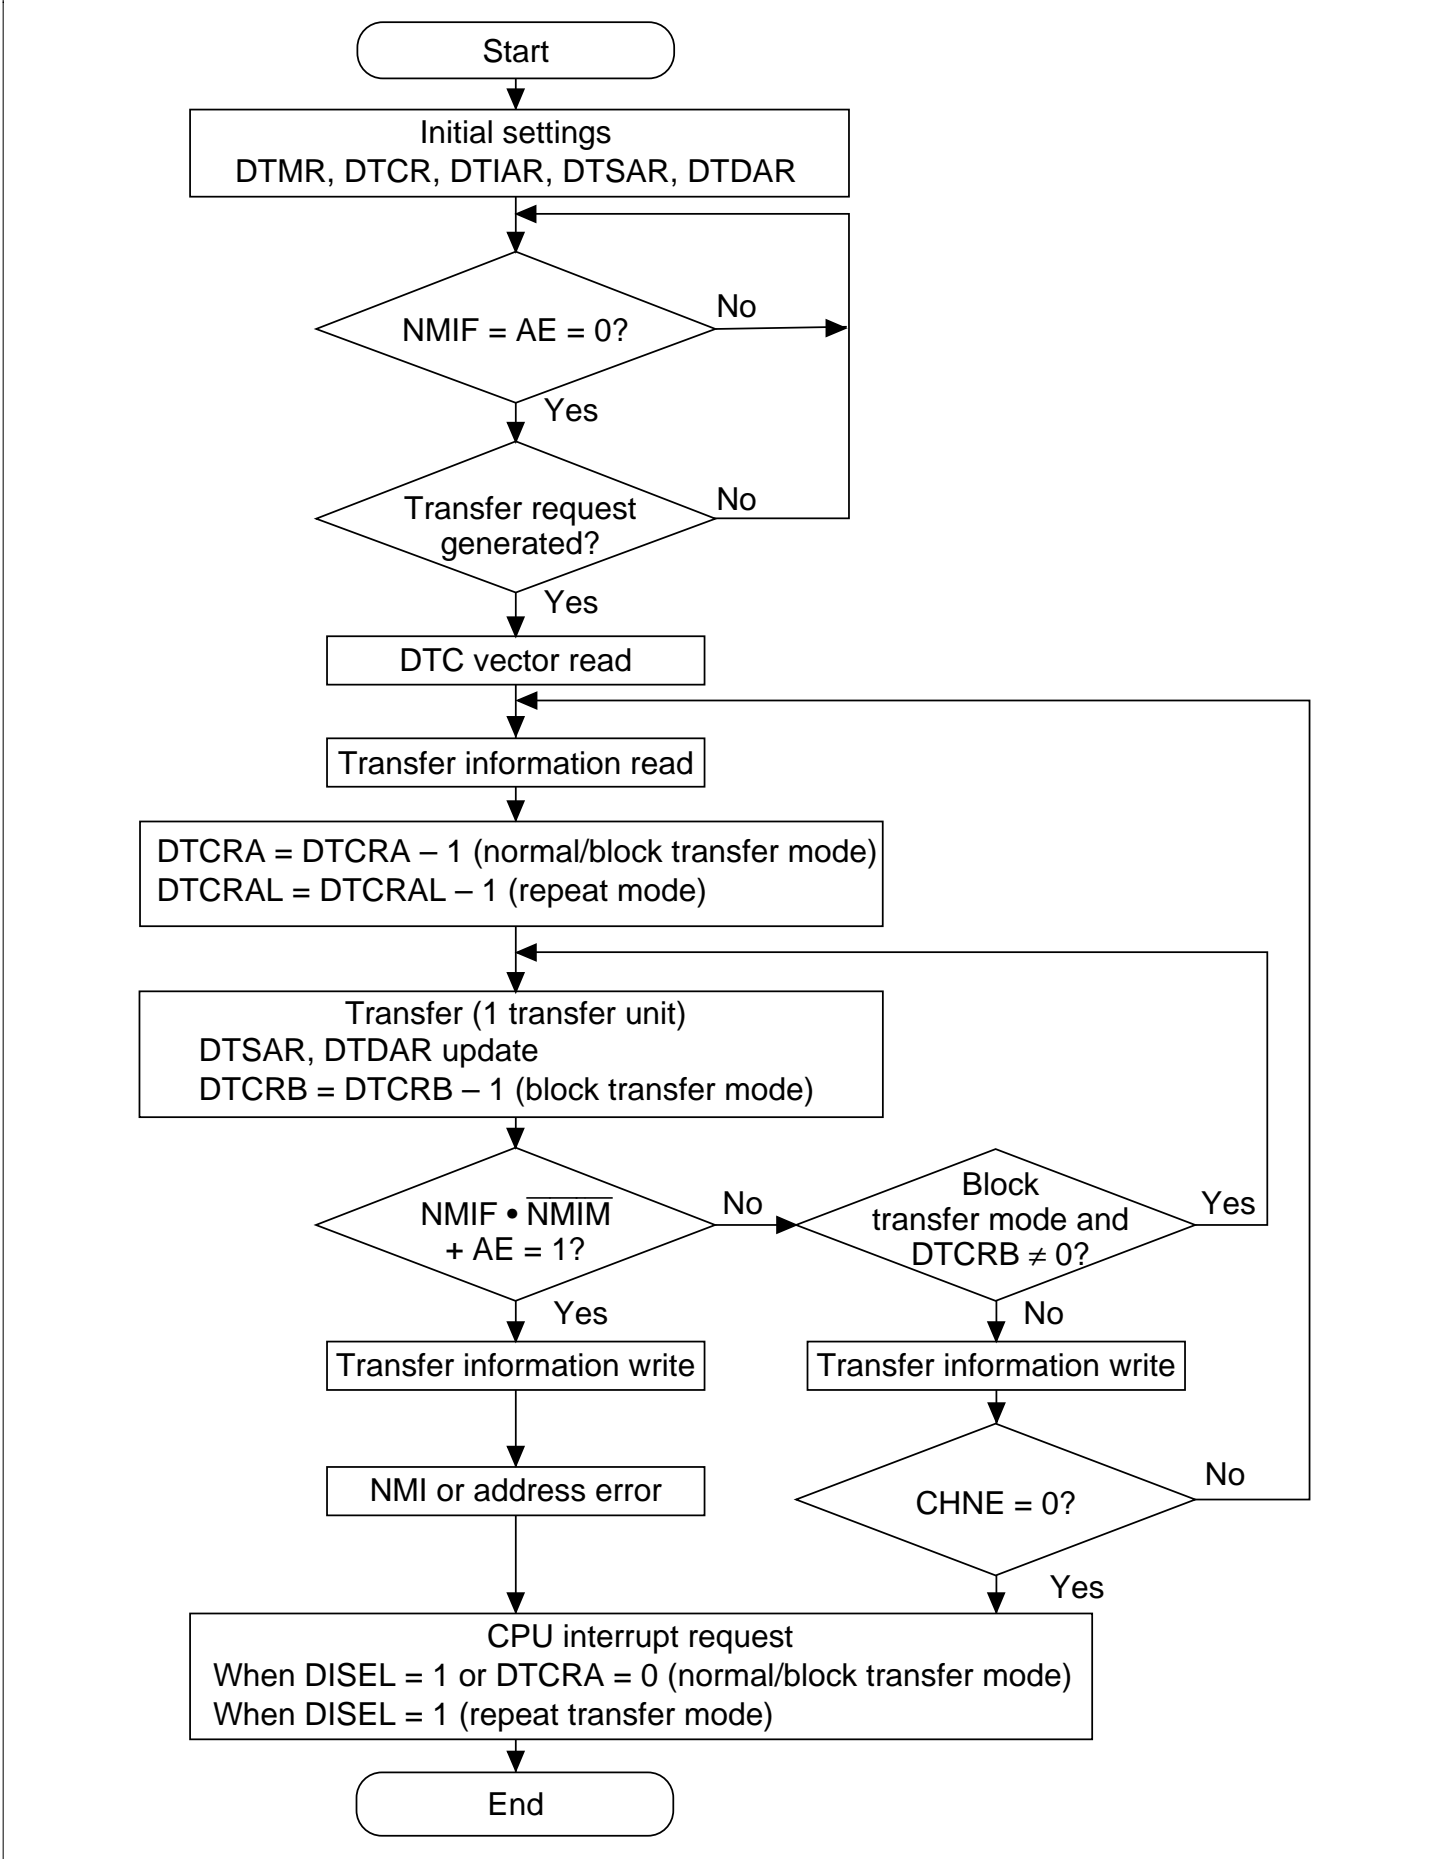 Start
Initial settings
DTMR, DTCR, DTIAR, DTSAR, DTDAR
NMIF = AE = 0?
No
Yes
Transfer request
generated?
No
Yes
DTC vector read
Transfer information read
DTCRA = DTCRA – 1 (normal/block transfer mode)
DTCRAL = DTCRAL – 1 (repeat mode)
Transfer (1 transfer unit)
DTSAR, DTDAR update
DTCRB = DTCRB – 1 (block transfer mode)
NMIF • N̅M̅I̅M̅
+ AE = 1?
No
Yes
Block
transfer mode and
DTCRB ≠ 0?
Yes
No
Transfer information write
Transfer information write
NMI or address error
CHNE = 0?
No
Yes
CPU interrupt request
When DISEL = 1 or DTCRA = 0 (normal/block transfer mode)
When DISEL = 1 (repeat transfer mode)
End